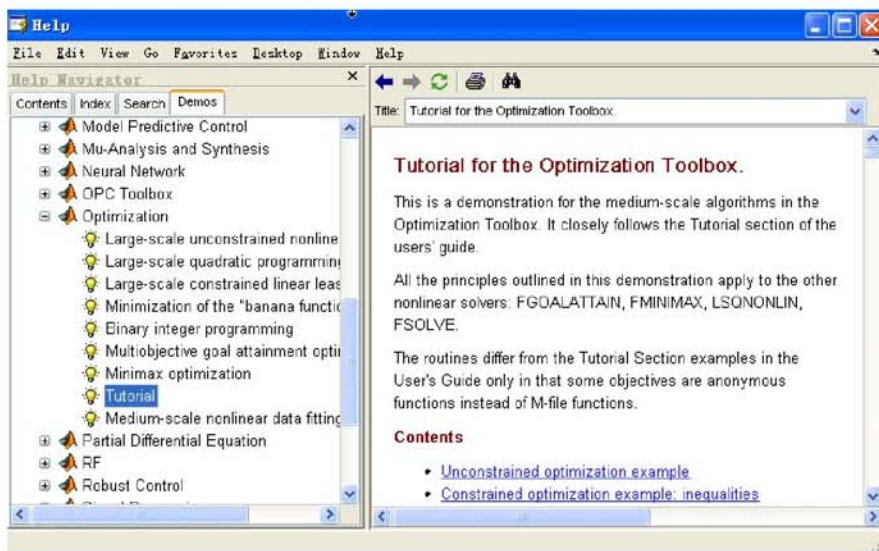 Help
File Edit View Go Favorites Desktop Window Help
Help Navigator
Contents Index Search Demos
Model Predictive Control
Mu-Analysis and Synthesis
Neural Network
OPC Toolbox
Optimization
Large-scale unconstrained nonline
Large-scale quadratic programming
Large-scale constrained linear leas
Minimization of the "banana functio
Binary integer programming
Multiobjective goal attainment opti
Minimax optimization
Tutorial
Medium-scale nonlinear data fitting
Partial Differential Equation
RF
Robust Control
Title: Tutorial for the Optimization Toolbox.
Tutorial for the Optimization Toolbox.
This is a demonstration for the medium-scale algorithms in the
Optimization Toolbox. It closely follows the Tutorial section of the
users' guide.
All the principles outlined in this demonstration apply to the other
nonlinear solvers: FGOALATTAIN, FMINIMAX, LSQNONLIN,
FSOLVE.
The routines differ from the Tutorial Section examples in the
User's Guide only in that some objectives are anonymous
functions instead of M-file functions.
Contents
• Unconstrained optimization example
• Constrained optimization example: inequalities